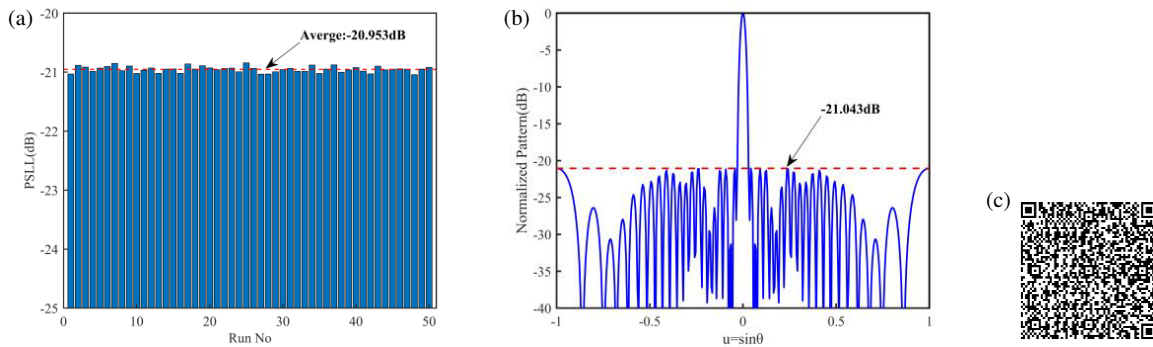 (a)
Averge:-20.953dB
PSLL(dB)
-20
-21
-22
-23
-24
-25
0
10
20
30
40
50
Run No
(b)
-21.043dB
Normalized Pattern(dB)
0
-5
-10
-15
-20
-25
-30
-35
-40
-1
-0.5
0
0.5
1
u=sinθ
(c)